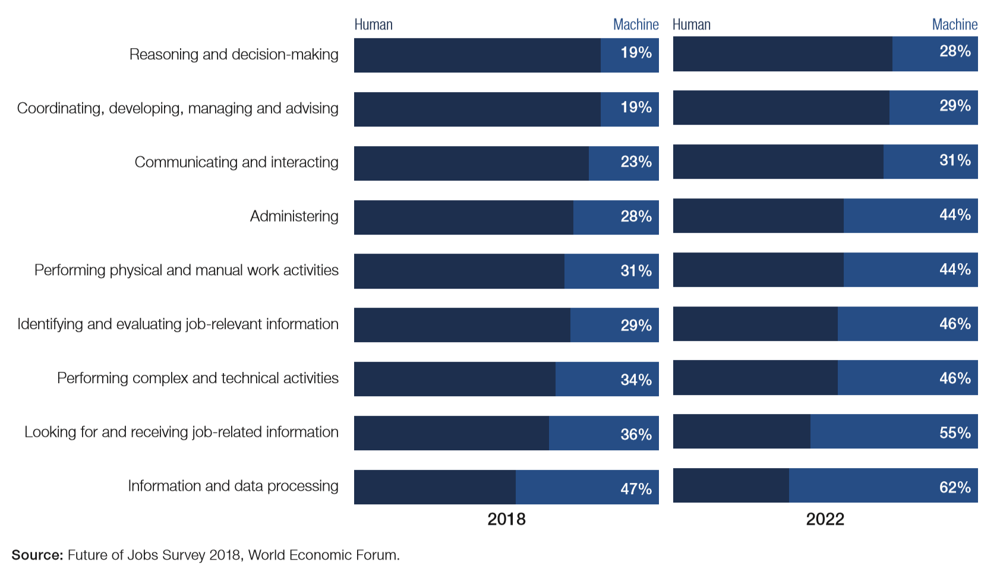 Human Machine Human Machine
Reasoning and decision-making 19% 28%
Coordinating, developing, managing and advising 19% 29%
Communicating and interacting 23% 31%
Administering 28% 44%
Performing physical and manual work activities 31% 44%
Identifying and evaluating job-relevant information 29% 46%
Performing complex and technical activities 34% 46%
Looking for and receiving job-related information 36% 55%
Information and data processing 47% 62%
2018 2022
Source: Future of Jobs Survey 2018, World Economic Forum.